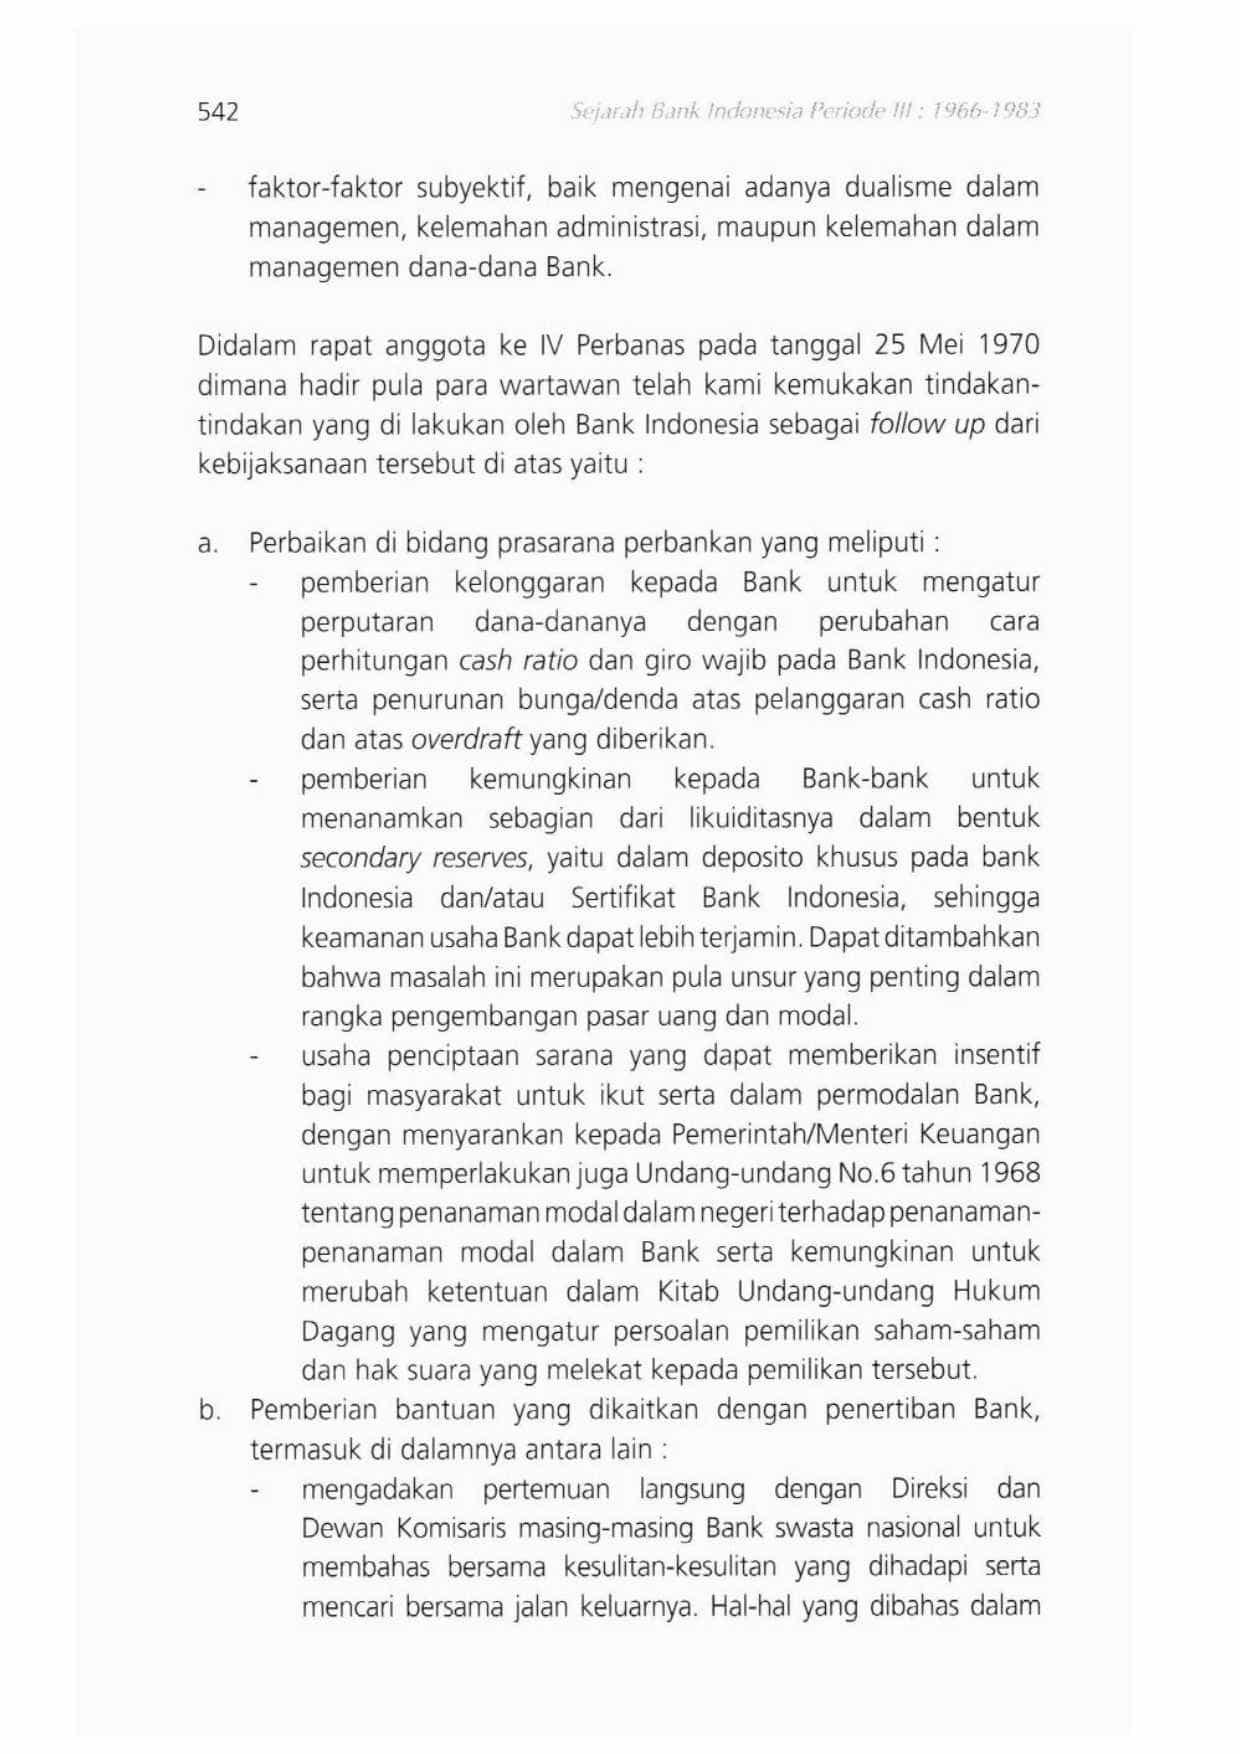 542
Sejarah Bank Indonesia Periode III : 1966-1983
- faktor-faktor subyektif, baik mengenai adanya dualisme dalam
managemen, kelemahan administrasi, maupun kelemahan dalam
managemen dana-dana Bank.
Didalam rapat anggota ke IV Perbanas pada tanggal 25 Mei 1970
dimana hadir pula para wartawan telah kami kemukakan tindakan-
tindakan yang di lakukan oleh Bank Indonesia sebagai follow up dari
kebijaksanaan tersebut di atas yaitu :
a. Perbaikan di bidang prasarana perbankan yang meliputi :
- pemberian kelonggaran kepada Bank untuk mengatur
perputaran dana-dananya dengan perubahan cara
perhitungan cash ratio dan giro wajib pada Bank Indonesia,
serta penurunan bunga/denda atas pelanggaran cash ratio
dan atas overdraft yang diberikan.
- pemberian kemungkinan kepada Bank-bank untuk
menanamkan sebagian dari likuiditasnya dalam bentuk
secondary reserves, yaitu dalam deposito khusus pada bank
Indonesia dan/atau Sertifikat Bank Indonesia, sehingga
keamanan usaha Bank dapat lebih terjamin. Dapat ditambahkan
bahwa masalah ini merupakan pula unsur yang penting dalam
rangka pengembangan pasar uang dan modal.
- usaha penciptaan sarana yang dapat memberikan insentif
bagi masyarakat untuk ikut serta dalam permodalan Bank,
dengan menyarankan kepada Pemerintah/Menteri Keuangan
untuk memperlakukan juga Undang-undang No.6 tahun 1968
tentang penanaman modal dalam negeri terhadap penanaman-
penanaman modal dalam Bank serta kemungkinan untuk
merubah ketentuan dalam Kitab Undang-undang Hukum
Dagang yang mengatur persoalan pemilikan saham-saham
dan hak suara yang melekat kepada pemilikan tersebut.
b. Pemberian bantuan yang dikaitkan dengan penertiban Bank,
termasuk di dalamnya antara lain :
- mengadakan pertemuan langsung dengan Direksi dan
Dewan Komisaris masing-masing Bank swasta nasional untuk
membahas bersama kesulitan-kesulitan yang dihadapi serta
mencari bersama jalan keluarnya. Hal-hal yang dibahas dalam